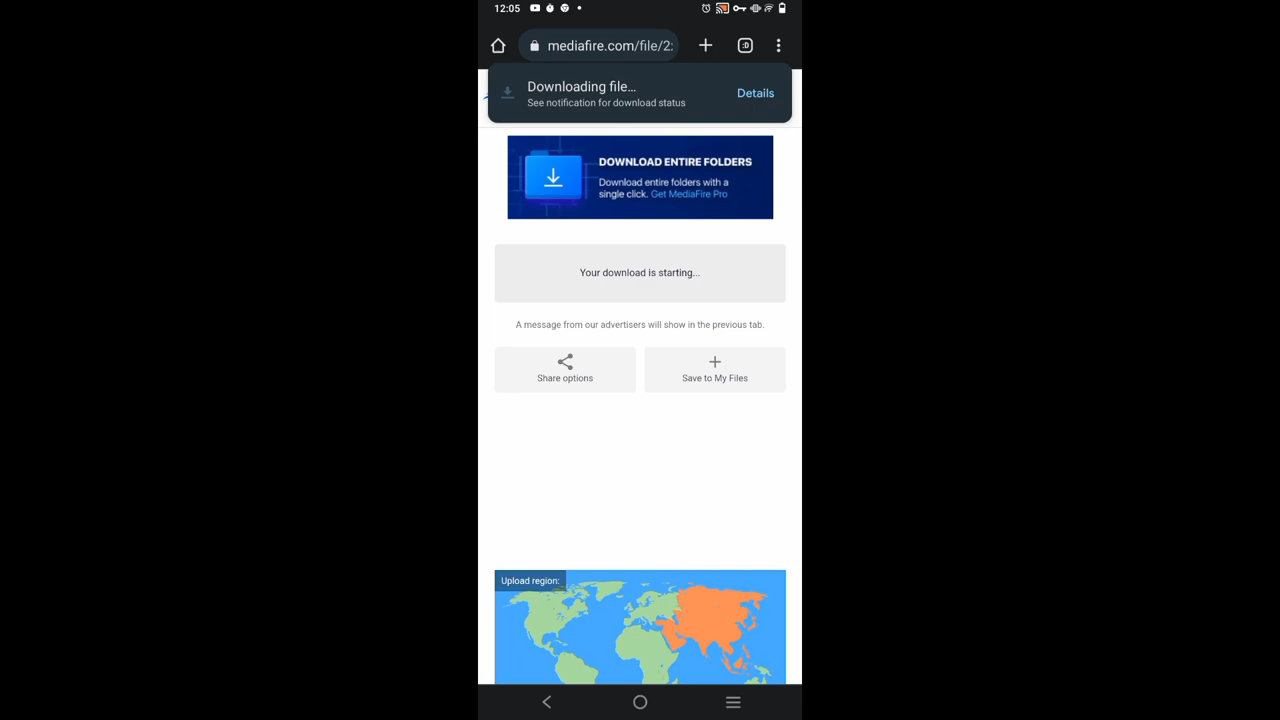 12:05
mediafire.com/file/2:
:D
Downloading file…
See notification for download status
Details
DOWNLOAD ENTIRE FOLDERS
Download entire folders with a
single click. Get MediaFire Pro
Your download is starting...
A message from our advertisers will show in the previous tab.
Share options
Save to My Files
Upload region: